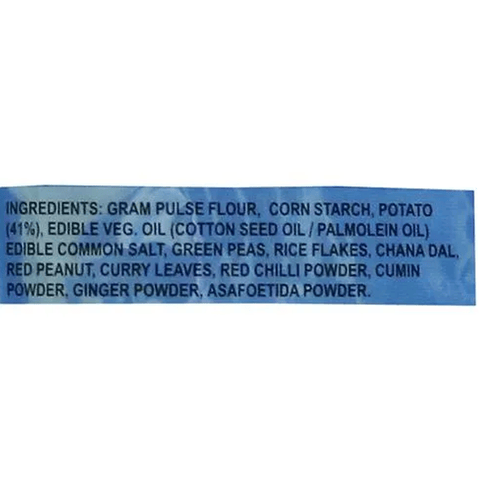 INGREDIENTS: GRAM PULSE FLOUR, CORN STARCH, POTATO
(41%), EDIBLE VEG. OIL (COTTON SEED OIL / PALMOLEIN OIL)
EDIBLE COMMON SALT, GREEN PEAS, RICE FLAKES, CHANA DAL,
RED PEANUT, CURRY LEAVES, RED CHILLI POWDER, CUMIN
POWDER, GINGER POWDER, ASAFOETIDA POWDER.